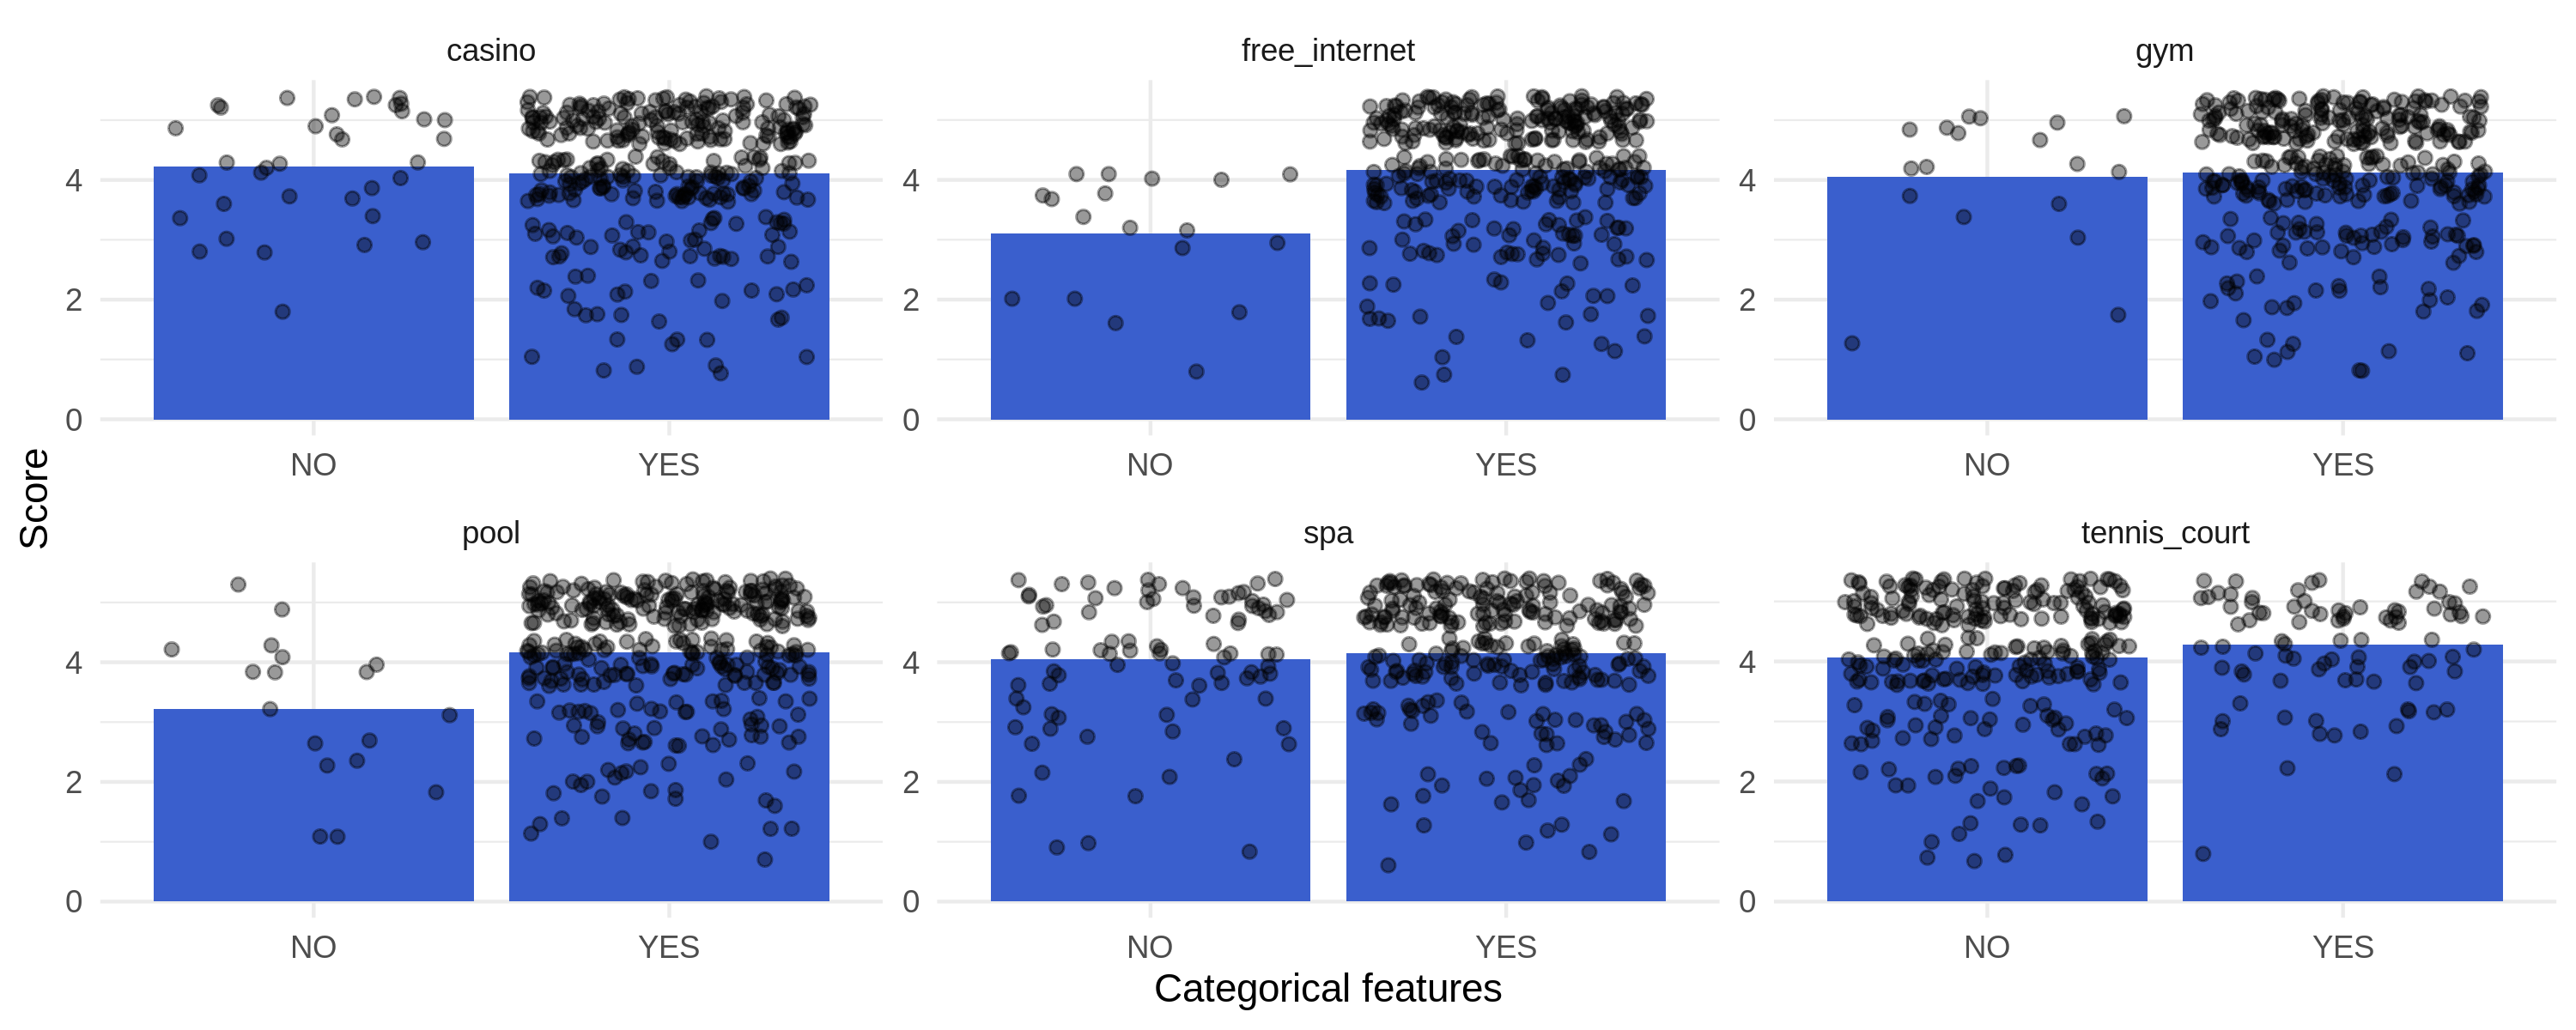 casino
free_internet
gym
4
2
0
4
2
0
4
2
0
NO
YES
NO
YES
NO
YES
Score
pool
spa
tennis_court
4
2
0
4
2
0
4
2
0
NO
YES
NO
YES
NO
YES
Categorical features